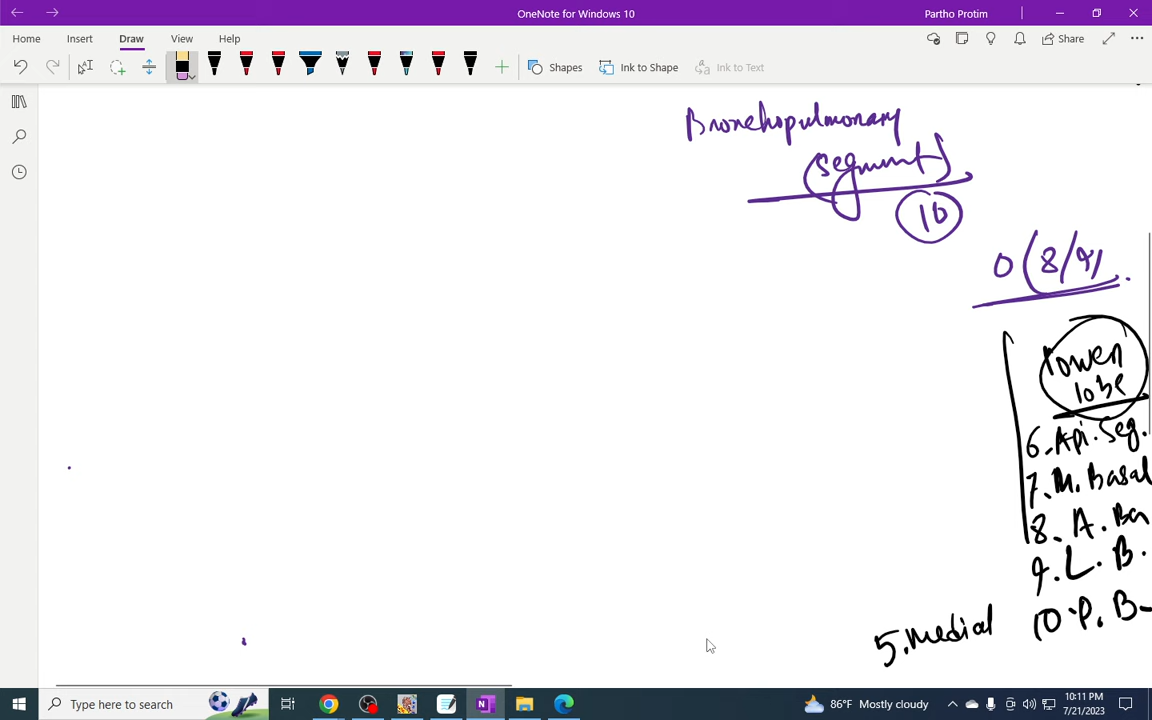 OneNote for Windows 10
Partho Protim
Home Insert Draw View Help
Share
Shapes
Ink to Shape
Ink to Text
Bronchopulmonary
(segment)
10
0 (8/9)
lower
lobe
6. Api. Seg.
7. M. Basal
8. A. Ba
9. L. B.
5. Medial
10. P. B
Type here to search
86°F Mostly cloudy
10:11 PM
7/21/2023